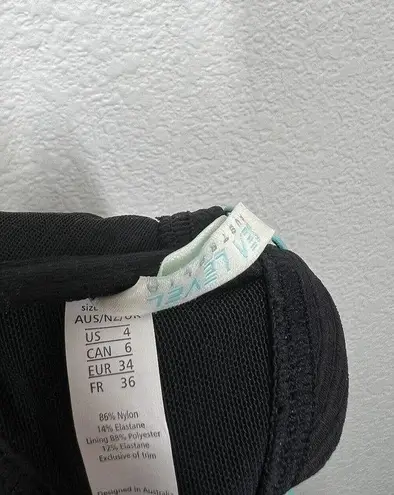 SIZE
AUS/NZ/UK
US 4
CAN 6
EUR 34
FR 36
86% Nylon
14% Elastane
Lining 88% Polyester
12% Elastane
Exclusive of trim
Designed in Australia